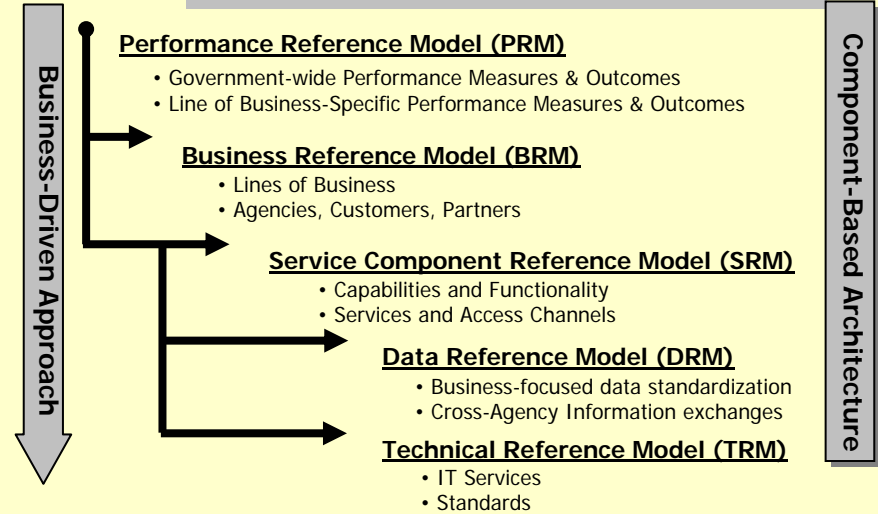 Performance Reference Model (PRM)
• Government-wide Performance Measures & Outcomes
• Line of Business-Specific Performance Measures & Outcomes
Business Reference Model (BRM)
• Lines of Business
• Agencies, Customers, Partners
Service Component Reference Model (SRM)
• Capabilities and Functionality
• Services and Access Channels
Data Reference Model (DRM)
• Business-focused data standardization
• Cross-Agency Information exchanges
Technical Reference Model (TRM)
• IT Services
• Standards
Business-Driven Approach
Component-Based Architecture